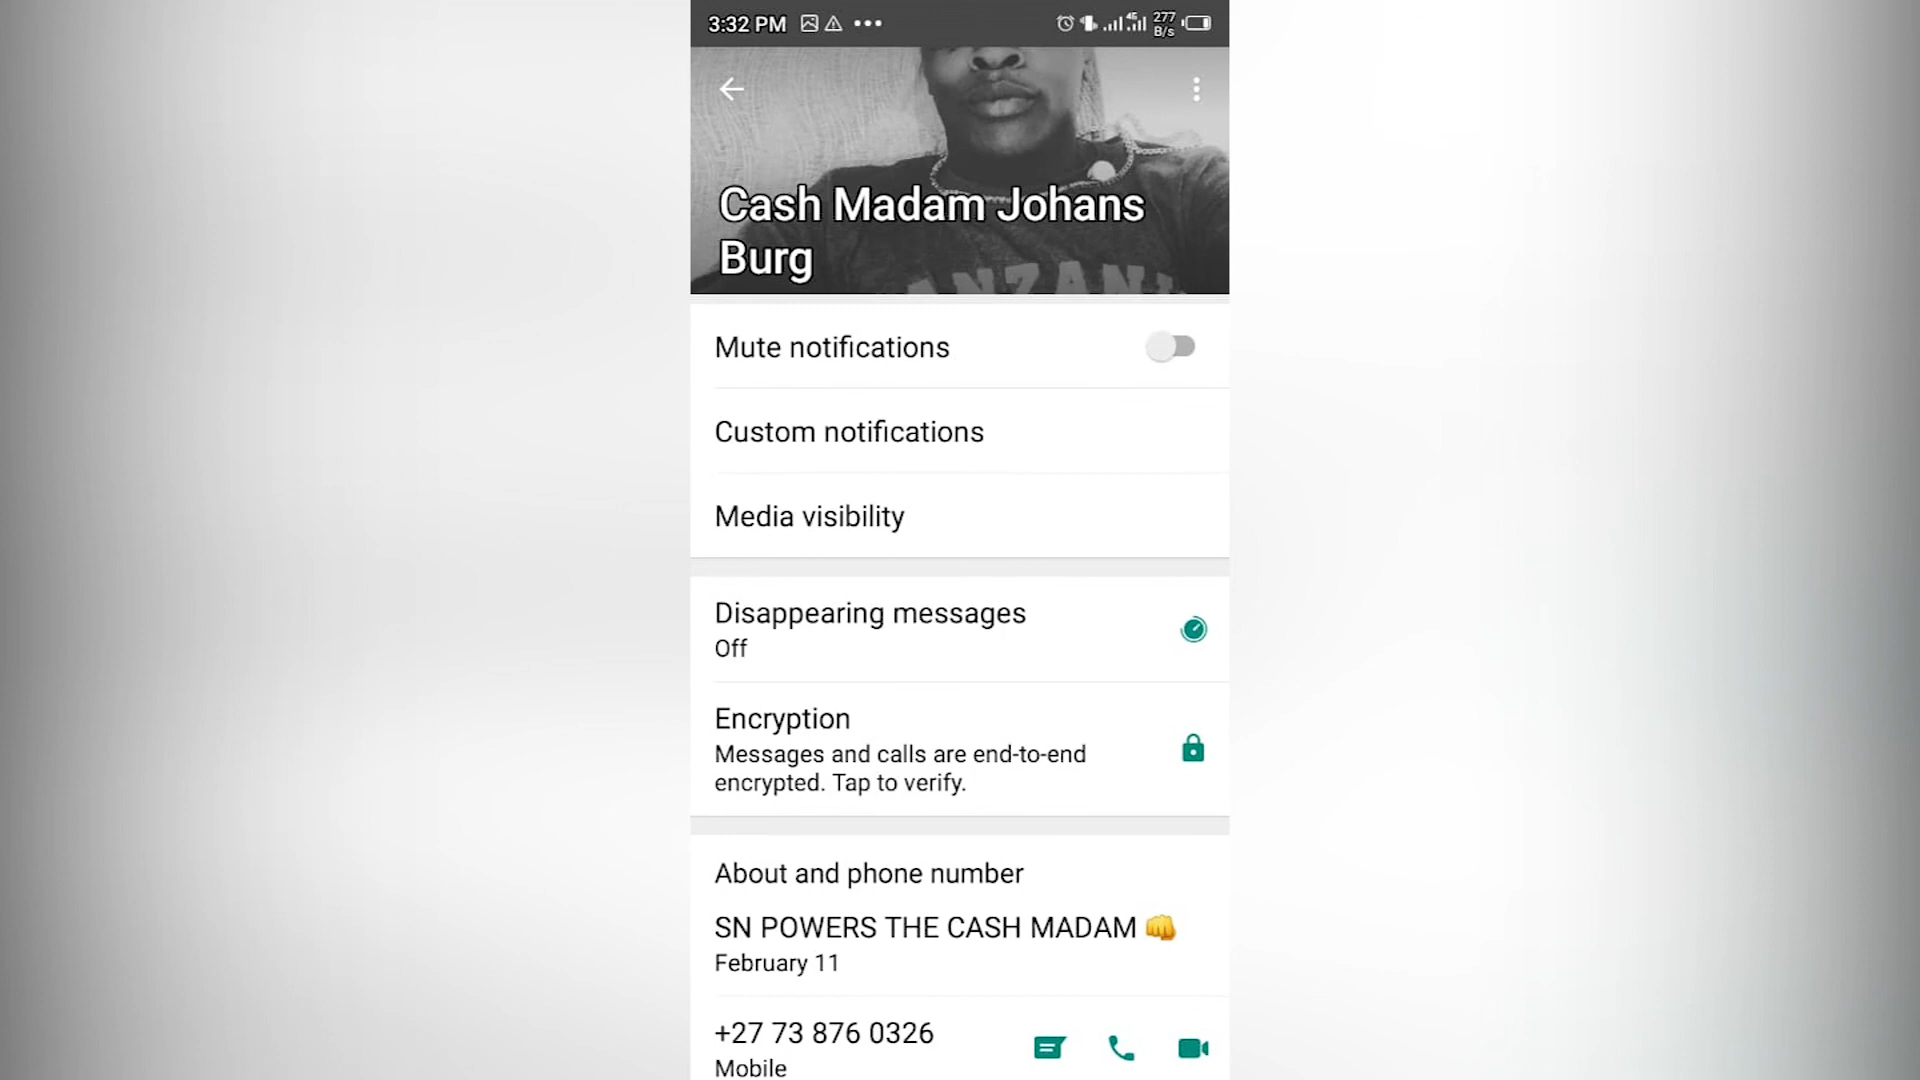 3:32 PM
4G
277
B/s
Cash Madam Johans
Burg
ANZAN
Mute notifications
Custom notifications
Media visibility
Disappearing messages
Off
Encryption
Messages and calls are end-to-end
encrypted. Tap to verify.
About and phone number
SN POWERS THE CASH MADAM 👊
February 11
+27 73 876 0326
Mobile